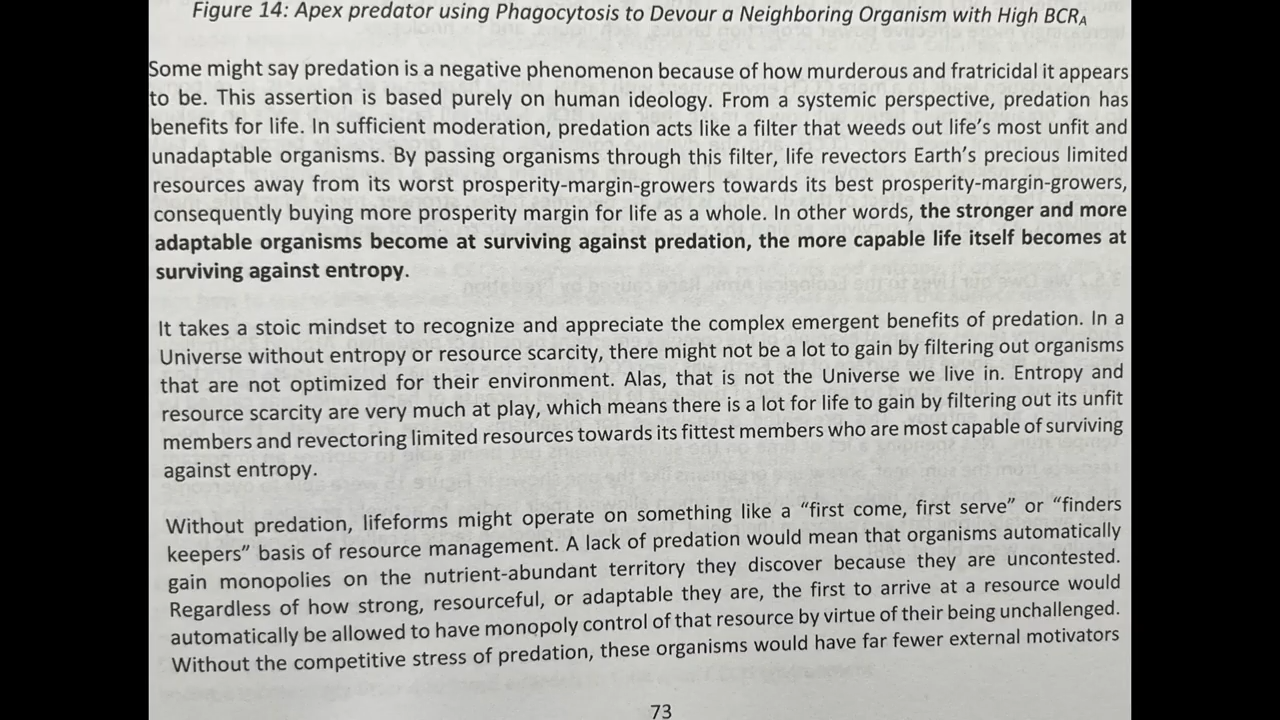 Figure 14: Apex predator using Phagocytosis to Devour a Neighboring Organism with High BCRA
Some might say predation is a negative phenomenon because of how murderous and fratricidal it appears
to be. This assertion is based purely on human ideology. From a systemic perspective, predation has
benefits for life. In sufficient moderation, predation acts like a filter that weeds out life’s most unfit and
unadaptable organisms. By passing organisms through this filter, life revectors Earth’s precious limited
resources away from its worst prosperity-margin-growers towards its best prosperity-margin-growers,
consequently buying more prosperity margin for life as a whole. In other words, the stronger and more
adaptable organisms become at surviving against predation, the more capable life itself becomes at
surviving against entropy.
It takes a stoic mindset to recognize and appreciate the complex emergent benefits of predation. In a
Universe without entropy or resource scarcity, there might not be a lot to gain by filtering out organisms
that are not optimized for their environment. Alas, that is not the Universe we live in. Entropy and
resource scarcity are very much at play, which means there is a lot for life to gain by filtering out its unfit
members and revectoring limited resources towards its fittest members who are most capable of surviving
against entropy.
Without predation, lifeforms might operate on something like a “first come, first serve” or “finders
keepers” basis of resource management. A lack of predation would mean that organisms automatically
gain monopolies on the nutrient-abundant territory they discover because they are uncontested.
Regardless of how strong, resourceful, or adaptable they are, the first to arrive at a resource would
automatically be allowed to have monopoly control of that resource by virtue of their being unchallenged.
Without the competitive stress of predation, these organisms would have far fewer external motivators
73